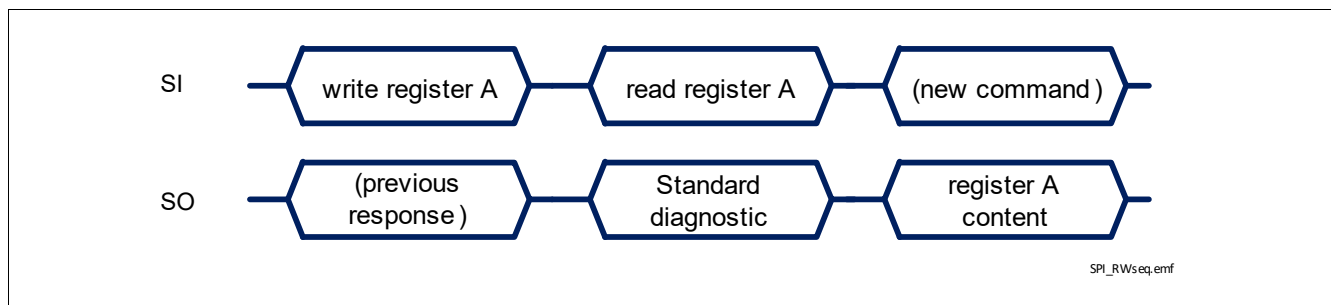 SI
write register A
read register A
(new command )
SO
(previous
response )
Standard
diagnostic
register A
content
SPI_RWseq.emf